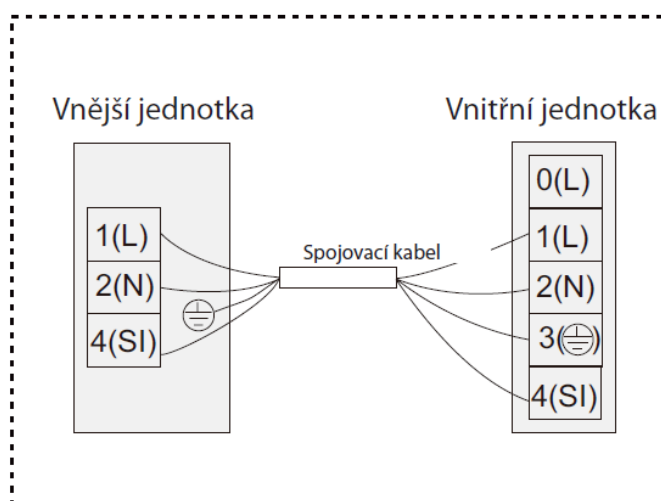 Vnější jednotka
Vnitřní jednotka
1(L)
2(N)
4(SI)
Spojovací kabel
0(L)
1(L)
2(N)
3(⏚)
4(SI)